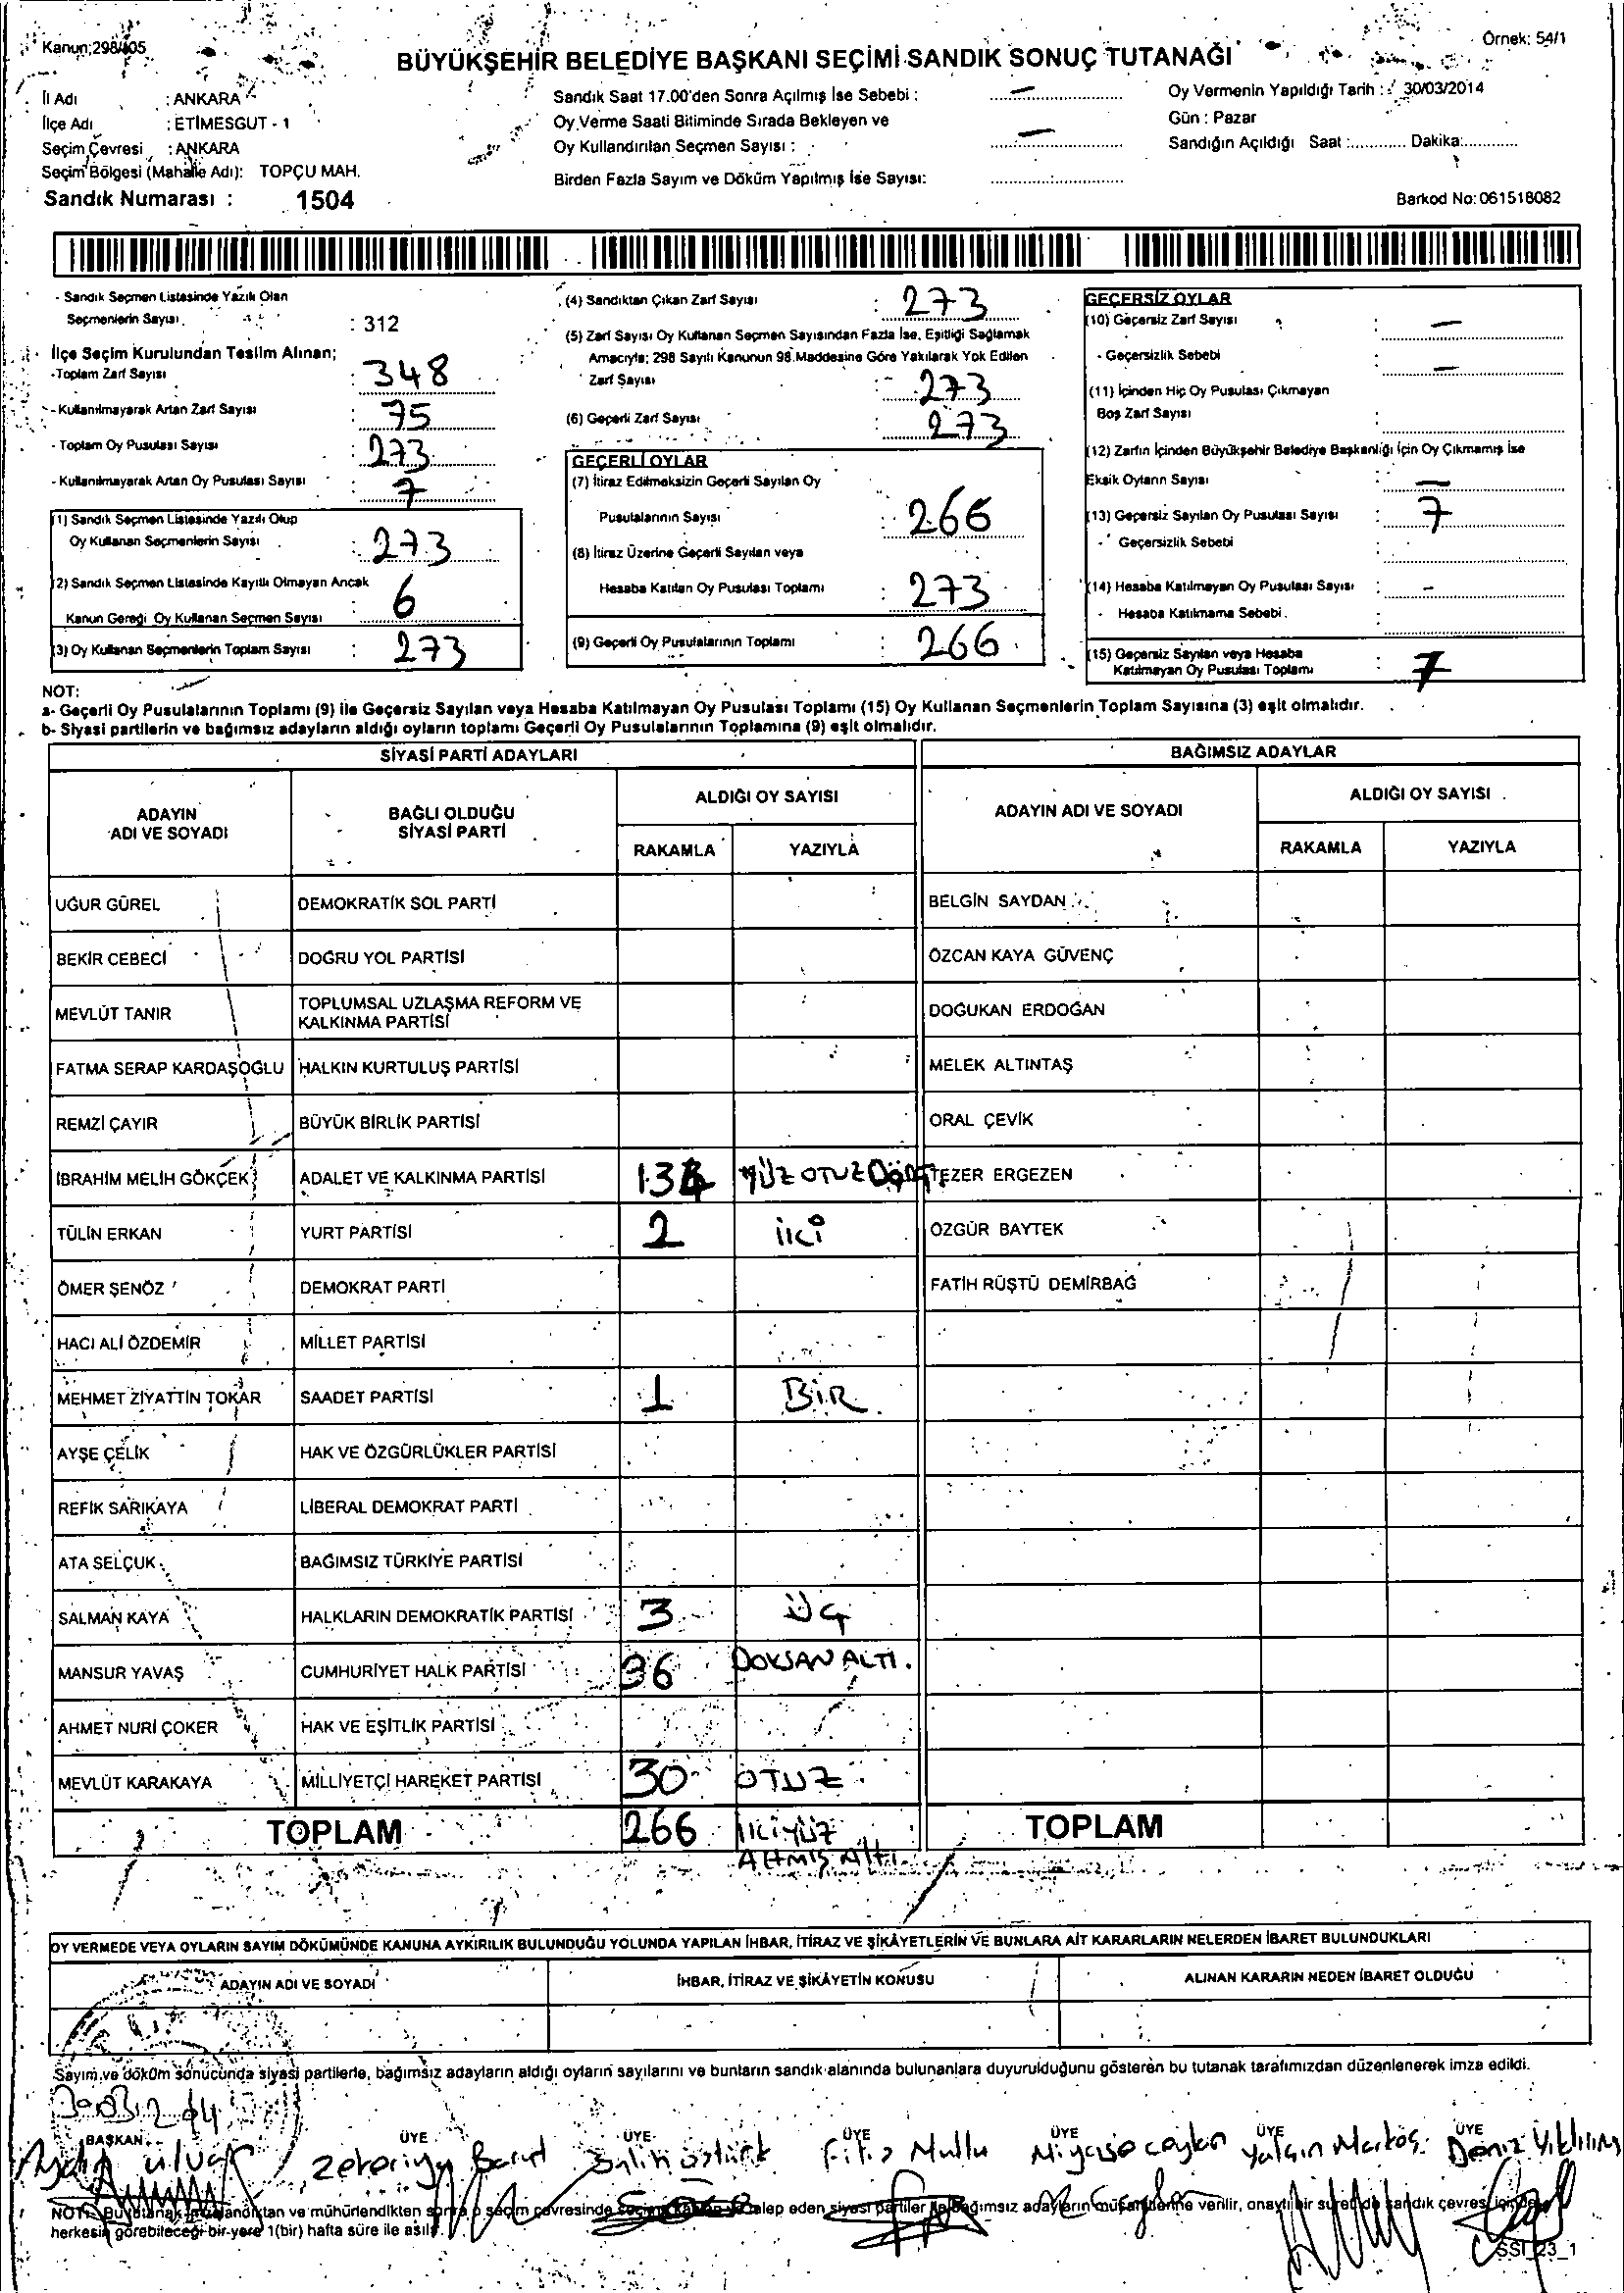 Kanun;298/105
Örnek: 54/1
BÜYÜKŞEHİR BELEDİYE BAŞKANI SEÇİMİ SANDIK SONUÇ TUTANAĞI
İl Adı : ANKARA
İlçe Adı : ETİMESGUT - 1
Seçim Çevresi : ANKARA
Seçim Bölgesi (Mahalle Adı): TOPÇU MAH.
Sandık Numarası : 1504
Sandık Saat 17.00'den Sonra Açılmış İse Sebebi : —
Oy Verme Saati Bitiminde Sırada Bekleyen ve
Oy Kullandırılan Seçmen Sayısı : —
Birden Fazla Sayım ve Döküm Yapılmış İse Sayısı:
Oy Vermenin Yapıldığı Tarih : 30/03/2014
Gün : Pazar
Sandığın Açıldığı Saat :............ Dakika:............
Barkod No: 061518082
- Sandık Seçmen Listesinde Yazılı Olan
Seçmenlerin Sayısı : 312
İlçe Seçim Kurulundan Teslim Alınan;
-Toplam Zarf Sayısı : 348
- Kullanılmayarak Artan Zarf Sayısı : 75
- Toplam Oy Pusulası Sayısı : 273
- Kullanılmayarak Artan Oy Pusulası Sayısı : 7
(1) Sandık Seçmen Listesinde Yazılı Olup
Oy Kullanan Seçmenlerin Sayısı : 273
(2) Sandık Seçmen Listesinde Kayıtlı Olmayan Ancak
Kanun Gereği Oy Kullanan Seçmen Sayısı : 6
(3) Oy Kullanan Seçmenlerin Toplam Sayısı : 273
(4) Sandıktan Çıkan Zarf Sayısı : 273
(5) Zarf Sayısı Oy Kullanan Seçmen Sayısından Fazla İse, Eşitliği Sağlamak
Amacıyla; 298 Sayılı Kanunun 98.Maddesine Göre Yakılarak Yok Edilen
Zarf Sayısı : 273
(6) Geçerli Zarf Sayısı : 273
GEÇERLİ OYLAR
(7) İtiraz Edilmeksizin Geçerli Sayılan Oy
Pusulalarının Sayısı : 266
(8) İtiraz Üzerine Geçerli Sayılan veya
Hesaba Katılan Oy Pusulası Toplamı : 273
(9) Geçerli Oy Pusulalarının Toplamı : 266
GEÇERSİZ OYLAR
(10) Geçersiz Zarf Sayısı : —
- Geçersizlik Sebebi : —
(11) İçinden Hiç Oy Pusulası Çıkmayan
Boş Zarf Sayısı :
(12) Zarfın İçinden Büyükşehir Belediye Başkanlığı İçin Oy Çıkmamış İse
Eksik Oyların Sayısı : —
(13) Geçersiz Sayılan Oy Pusulası Sayısı : 7
- Geçersizlik Sebebi :
(14) Hesaba Katılmayan Oy Pusulası Sayısı : -
- Hesaba Katılmama Sebebi :
(15) Geçersiz Sayılan veya Hesaba
Katılmayan Oy Pusulası Toplamı : 7
NOT:
a- Geçerli Oy Pusulalarının Toplamı (9) ile Geçersiz Sayılan veya Hesaba Katılmayan Oy Pusulası Toplamı (15) Oy Kullanan Seçmenlerin Toplam Sayısına (3) eşit olmalıdır.
b- Siyasi partilerin ve bağımsız adayların aldığı oyların toplamı Geçerli Oy Pusulalarının Toplamına (9) eşit olmalıdır.
SİYASİ PARTİ ADAYLARI
BAĞIMSIZ ADAYLAR
ADAYIN ADI VE SOYADI
BAĞLI OLDUĞU SİYASİ PARTİ
ALDIĞI OY SAYISI
RAKAMLA YAZIYLA
ADAYIN ADI VE SOYADI
ALDIĞI OY SAYISI
RAKAMLA YAZIYLA
UĞUR GÜREL DEMOKRATİK SOL PARTİ BELGİN SAYDAN
BEKİR CEBECİ DOĞRU YOL PARTİSİ ÖZCAN KAYA GÜVENÇ
MEVLÜT TANIR TOPLUMSAL UZLAŞMA REFORM VE KALKINMA PARTİSİ DOĞUKAN ERDOĞAN
FATMA SERAP KARDAŞOĞLU HALKIN KURTULUŞ PARTİSİ MELEK ALTINTAŞ
REMZİ ÇAYIR BÜYÜK BİRLİK PARTİSİ ORAL ÇEVİK
İBRAHİM MELİH GÖKÇEK ADALET VE KALKINMA PARTİSİ 134 YÜZ OTUZ DÖRT TEZER ERGEZEN
TÜLİN ERKAN YURT PARTİSİ 2 iki ÖZGÜR BAYTEK
ÖMER ŞENÖZ DEMOKRAT PARTİ FATİH RÜŞTÜ DEMİRBAĞ
HACI ALİ ÖZDEMİR MİLLET PARTİSİ
MEHMET ZİYATTİN TOKAR SAADET PARTİSİ 1 BİR
AYŞE ÇELİK HAK VE ÖZGÜRLÜKLER PARTİSİ
REFİK SARIKAYA LİBERAL DEMOKRAT PARTİ
ATA SELÇUK BAĞIMSIZ TÜRKİYE PARTİSİ
SALMAN KAYA HALKLARIN DEMOKRATİK PARTİSİ 3 ÜÇ
MANSUR YAVAŞ CUMHURİYET HALK PARTİSİ 96 DOKSAN ALTI.
AHMET NURİ ÇOKER HAK VE EŞİTLİK PARTİSİ
MEVLÜT KARAKAYA MİLLİYETÇİ HAREKET PARTİSİ 30 OTUZ
TOPLAM 266 İKİYÜZ ALTMIŞ ALTI TOPLAM
OY VERMEDE VEYA OYLARIN SAYIM DÖKÜMÜNDE KANUNA AYKIRILIK BULUNDUĞU YOLUNDA YAPILAN İHBAR, İTİRAZ VE ŞİKÂYETLERİN VE BUNLARA AİT KARARLARIN NELERDEN İBARET BULUNDUKLARI
ADAYIN ADI VE SOYADI İHBAR, İTİRAZ VE ŞİKÂYETİN KONUSU ALINAN KARARIN NEDEN İBARET OLDUĞU
Sayım ve döküm sonucunda siyasi partilerle, bağımsız adayların aldığı oyların sayılarını ve bunların sandık alanında bulunanlara duyurulduğunu gösteren bu tutanak tarafımızdan düzenlenerek imza edildi.
BAŞKAN ÜYE ÜYE ÜYE ÜYE ÜYE ÜYE
Zekeriya Filiz Mutlu Ceylan Yalçın Deniz Yıldırım
NOT: Bu tutanak imzalandıktan ve mühürlendikten sonra o seçim çevresinde talep eden siyasi partiler ile bağımsız adayların müşahitlerine verilir, onaylı bir sureti de sandık çevresi içinde
herkesin görebileceği bir yere 1(bir) hafta süre ile asılır.
SSI_23_1